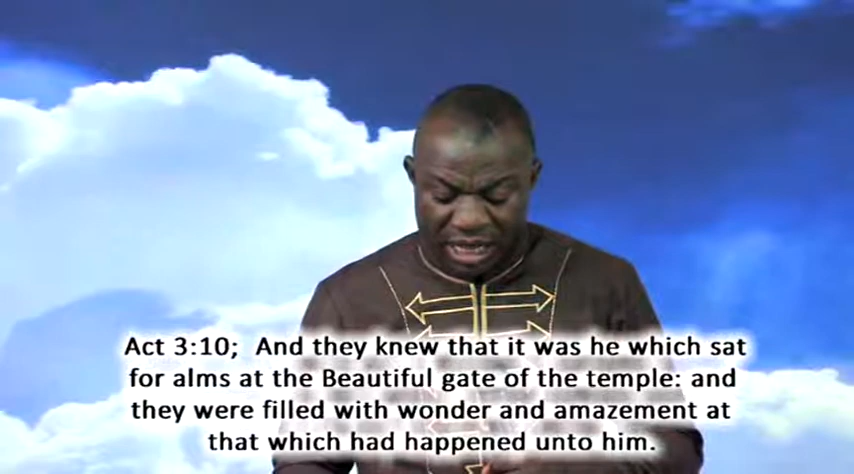 Act 3:10;  And they knew that it was he which sat
for alms at the Beautiful gate of the temple: and
they were filled with wonder and amazement at
that which had happened unto him.